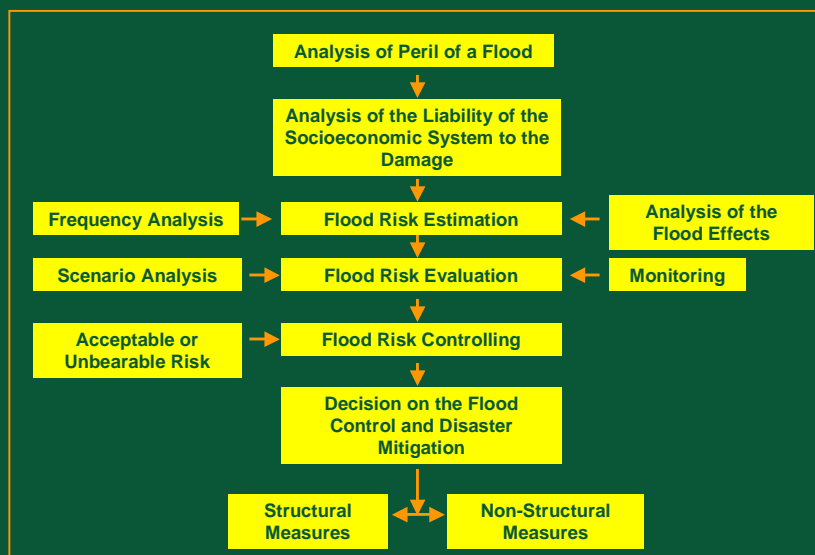 Analysis of Peril of a Flood
Analysis of the Liability of the
Socioeconomic System to the
Damage
Frequency Analysis
Flood Risk Estimation
Analysis of the
Flood Effects
Scenario Analysis
Flood Risk Evaluation
Monitoring
Acceptable or
Unbearable Risk
Flood Risk Controlling
Decision on the Flood
Control and Disaster
Mitigation
Structural
Measures
Non-Structural
Measures